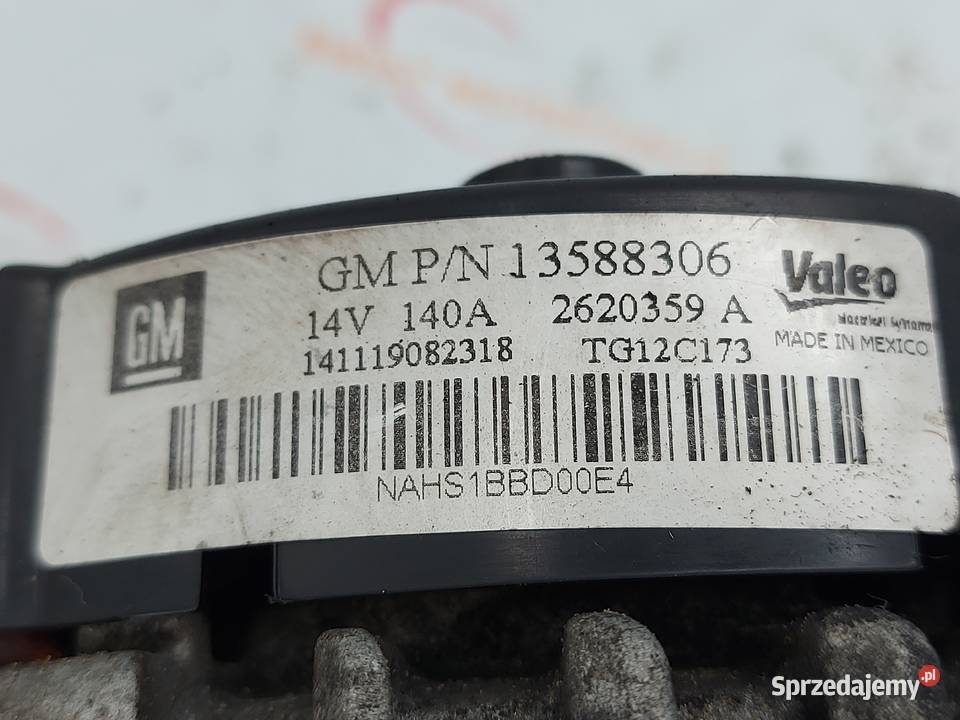 GM P/N 13588306
GM
14V 140A 2620359 A
Valeo
141119082318 TG12C173
MADE IN MEXICO
NAHS1BBD00E4
Sprzedajemy.pl